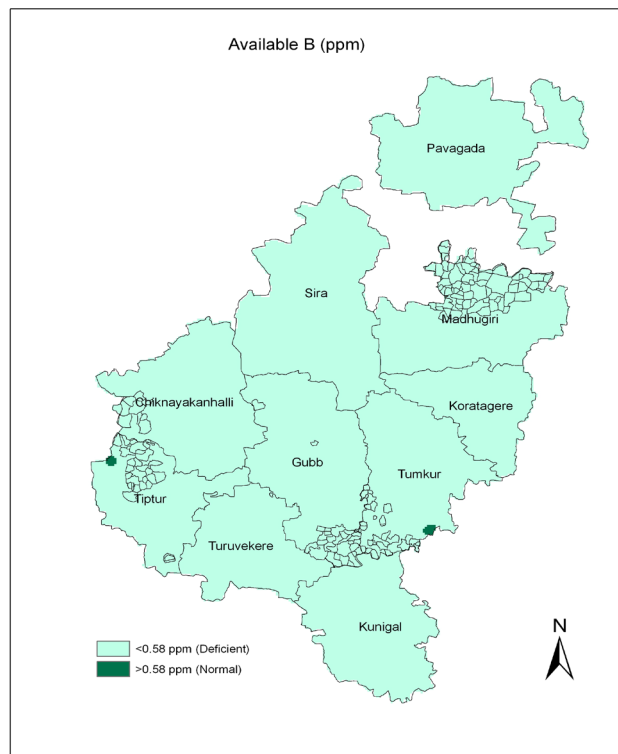 Available B (ppm)
Pavagada
Sira
Madhugiri
Chiknayakanhalli
Koratagere
Gubb
Tumkur
Tiptur
Turuvekere
Kunigal
N
<0.58 ppm (Deficient)
>0.58 ppm (Normal)